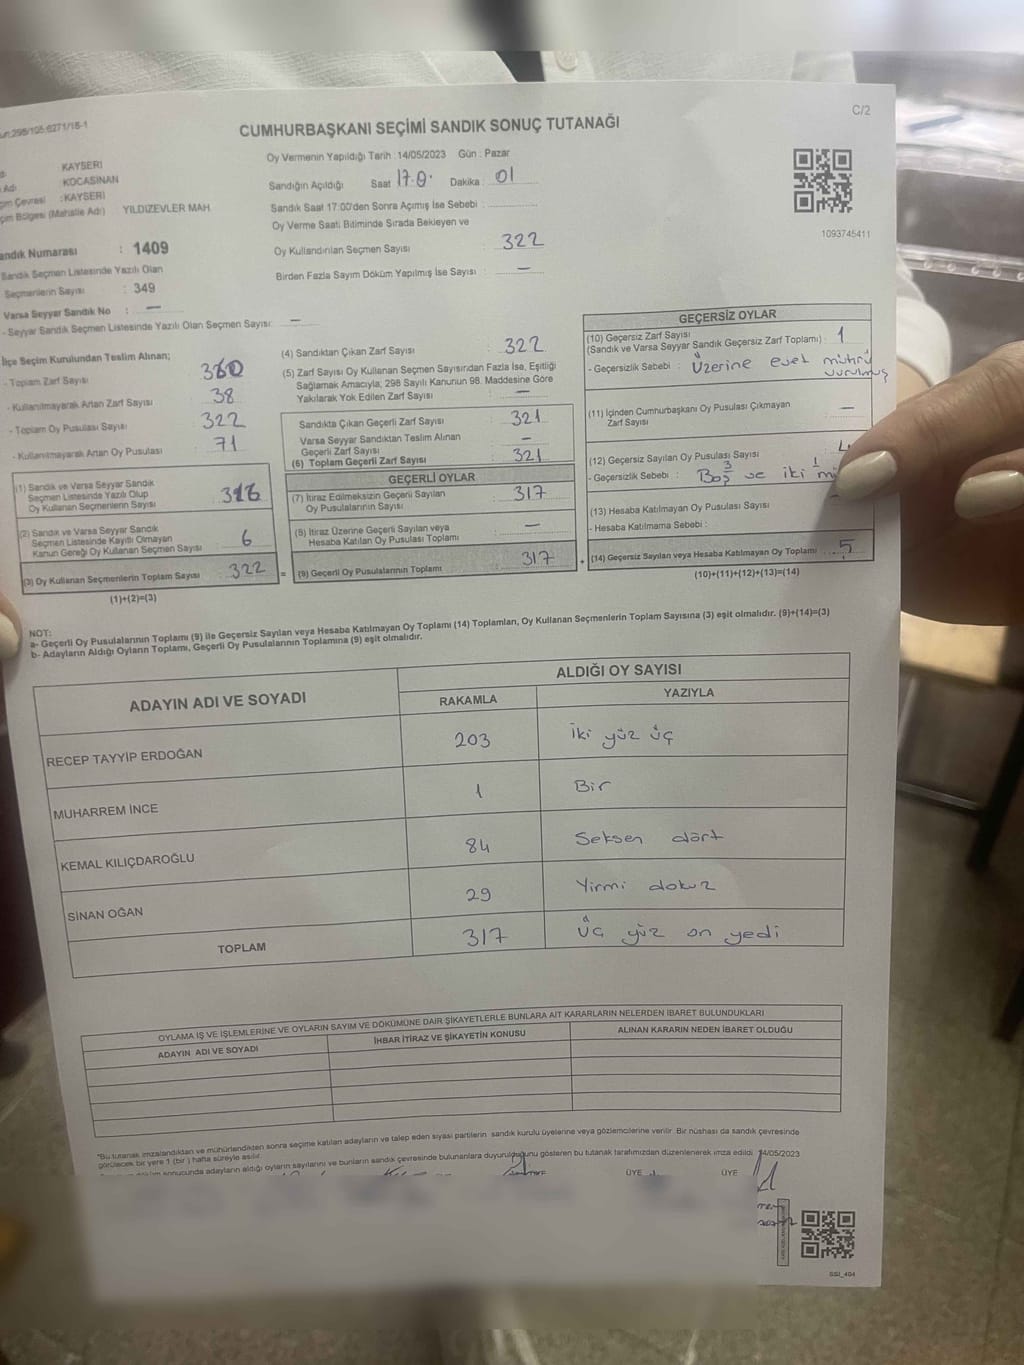 C/2
CUMHURBAŞKANI SEÇİMİ SANDIK SONUÇ TUTANAĞI
KAYSERİ
Adı KOCASİNAN
Çevresi : KAYSERİ
Bölgesi (Mahalle Adı) YILDIZEVLER MAH
Sandık Numarası : 1409
Sandık Seçmen Listesinde Yazılı Olan
Seçmenlerin Sayısı : 349
Varsa Seyyar Sandık No : —
- Seyyar Sandık Seçmen Listesinde Yazılı Olan Seçmen Sayısı: —
Oy Vermenin Yapıldığı Tarih : 14/05/2023 Gün : Pazar
Sandığın Açıldığı Saat 17.0 Dakika : 01
Sandık Saat 17:00'den Sonra Açılmış İse Sebebi :
Oy Verme Saati Bitiminde Sırada Bekleyen ve
Oy Kullandırılan Seçmen Sayısı : 322
Birden Fazla Sayım Döküm Yapılmış İse Sayısı : —
1093745411
İlçe Seçim Kurulundan Teslim Alınan;
- Toplam Zarf Sayısı : 360
- Kullanılmayarak Artan Zarf Sayısı : 38
- Toplam Oy Pusulası Sayısı : 322
- Kullanılmayarak Artan Oy Pusulası : 71
(1) Sandık ve Varsa Seyyar Sandık
Seçmen Listesinde Yazılı Olup
Oy Kullanan Seçmenlerin Sayısı : 316
(2) Sandık ve Varsa Seyyar Sandık
Seçmen Listesinde Kayıtlı Olmayan
Kanun Gereği Oy Kullanan Seçmen Sayısı : 6
(3) Oy Kullanan Seçmenlerin Toplam Sayısı : 322
(1)+(2)=(3)
(4) Sandıktan Çıkan Zarf Sayısı : 322
(5) Zarf Sayısı Oy Kullanan Seçmen Sayısından Fazla İse, Eşitliği
Sağlamak Amacıyla, 298 Sayılı Kanunun 98. Maddesine Göre
Yakılarak Yok Edilen Zarf Sayısı : —
Sandıkta Çıkan Geçerli Zarf Sayısı : 321
Varsa Seyyar Sandıktan Teslim Alınan
Geçerli Zarf Sayısı : —
(6) Toplam Geçerli Zarf Sayısı : 321
GEÇERLİ OYLAR
(7) İtiraz Edilmeksizin Geçerli Sayılan
Oy Pusulalarının Sayısı : 317
(8) İtiraz Üzerine Geçerli Sayılan veya
Hesaba Katılan Oy Pusulası Toplamı : —
= (9) Geçerli Oy Pusulalarının Toplamı 317
GEÇERSİZ OYLAR
(10) Geçersiz Zarf Sayısı
(Sandık ve Varsa Seyyar Sandık Geçersiz Zarf Toplamı) : 1
- Geçersizlik Sebebi : Üzerine evet mührü
vurulmuş
(11) İçinden Cumhurbaşkanı Oy Pusulası Çıkmayan
Zarf Sayısı : —
(12) Geçersiz Sayılan Oy Pusulası Sayısı
- Geçersizlik Sebebi : 3 Boş ve 1 iki
(13) Hesaba Katılmayan Oy Pusulası Sayısı
- Hesaba Katılmama Sebebi :
+ (14) Geçersiz Sayılan veya Hesaba Katılmayan Oy Toplamı : 5
(10)+(11)+(12)+(13)=(14)
NOT:
a- Geçerli Oy Pusulalarının Toplamı (9) ile Geçersiz Sayılan veya Hesaba Katılmayan Oy Toplamı (14) Toplamları, Oy Kullanan Seçmenlerin Toplam Sayısına (3) eşit olmalıdır. (9)+(14)=(3)
b- Adayların Aldığı Oyların Toplamı, Geçerli Oy Pusulalarının Toplamına (9) eşit olmalıdır.
ADAYIN ADI VE SOYADI
ALDIĞI OY SAYISI
RAKAMLA YAZIYLA
RECEP TAYYİP ERDOĞAN 203 İki yüz üç
MUHARREM İNCE 1 Bir
KEMAL KILIÇDAROĞLU 84 Seksen dört
SİNAN OĞAN 29 Yirmi dokuz
TOPLAM 317 Üç yüz on yedi
OYLAMA İŞ VE İŞLEMLERİNE VE OYLARIN SAYIM VE DÖKÜMÜNE DAİR ŞİKAYETLERLE BUNLARA AİT KARARLARIN NELERDEN İBARET BULUNDUKLARI
ADAYIN ADI VE SOYADI İHBAR İTİRAZ VE ŞİKAYETİN KONUSU ALINAN KARARIN NEDEN İBARET OLDUĞU
*Bu tutanak imzalandıktan ve mühürlendikten sonra seçime katılan adayların ve talep eden siyasi partilerin sandık kurulu üyelerine veya gözlemcilerine verilir. Bir nüshası da sandık çevresinde
görülecek bir yere 1 (bir) hafta süreyle asılır.
sonucunda adayların aldığı oyların sayılarını ve bunların sandık çevresinde bulunanlara duyurulduğunu gösteren bu tutanak tarafımızdan düzenlenerek imza edildi. 14/05/2023
ÜYE ÜYE
SSI_404